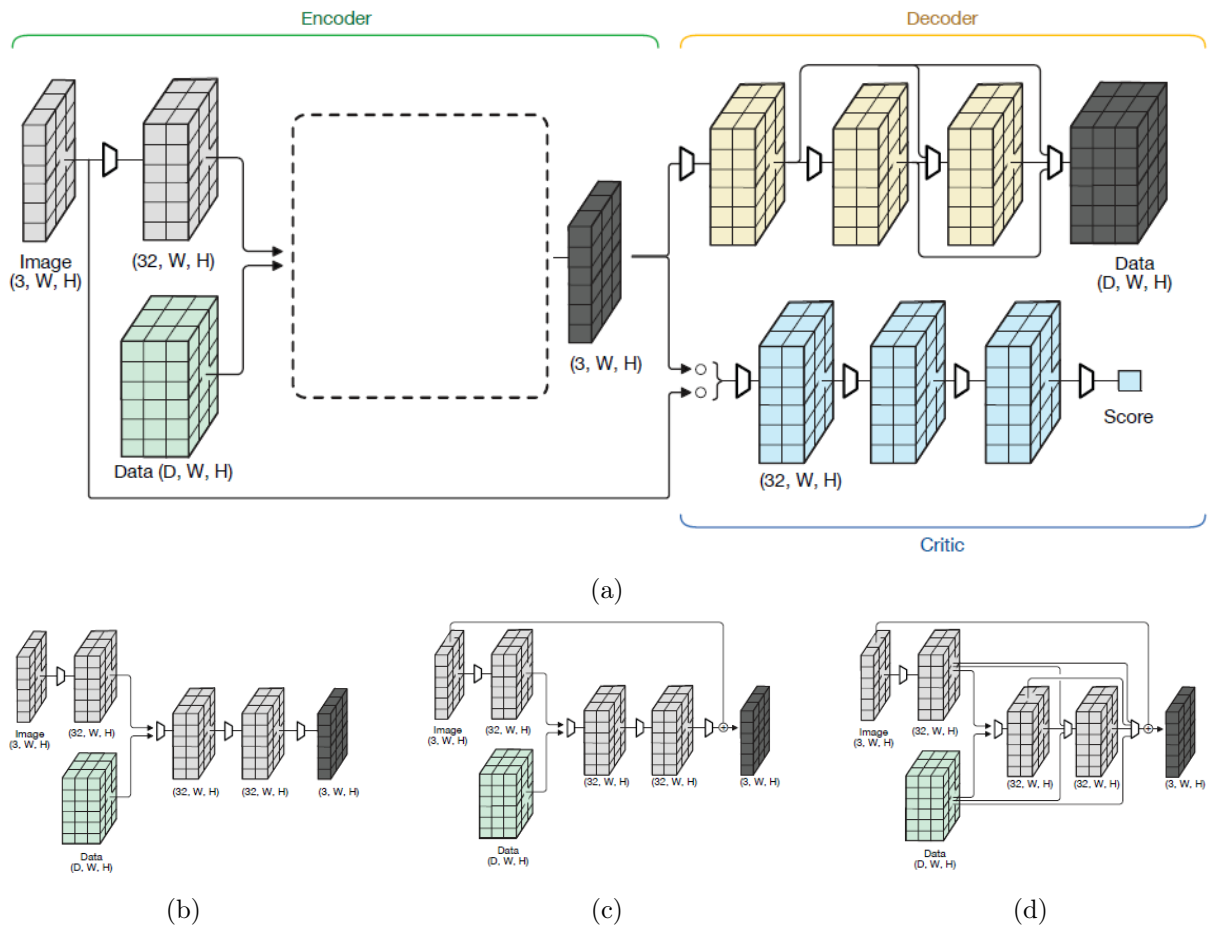 Encoder
Decoder
Image
(3, W, H)
(32, W, H)
Data (D, W, H)
(3, W, H)
Data
(D, W, H)
(32, W, H)
Score
Critic
(a)
Image
(3, W, H)
(32, W, H)
(32, W, H)
(32, W, H)
(3, W, H)
Data
(D, W, H)
(b)
Image
(3, W, H)
(32, W, H)
(32, W, H)
(32, W, H)
(3, W, H)
Data
(D, W, H)
(c)
Image
(3, W, H)
(32, W, H)
(32, W, H)
(32, W, H)
(3, W, H)
Data
(D, W, H)
(d)